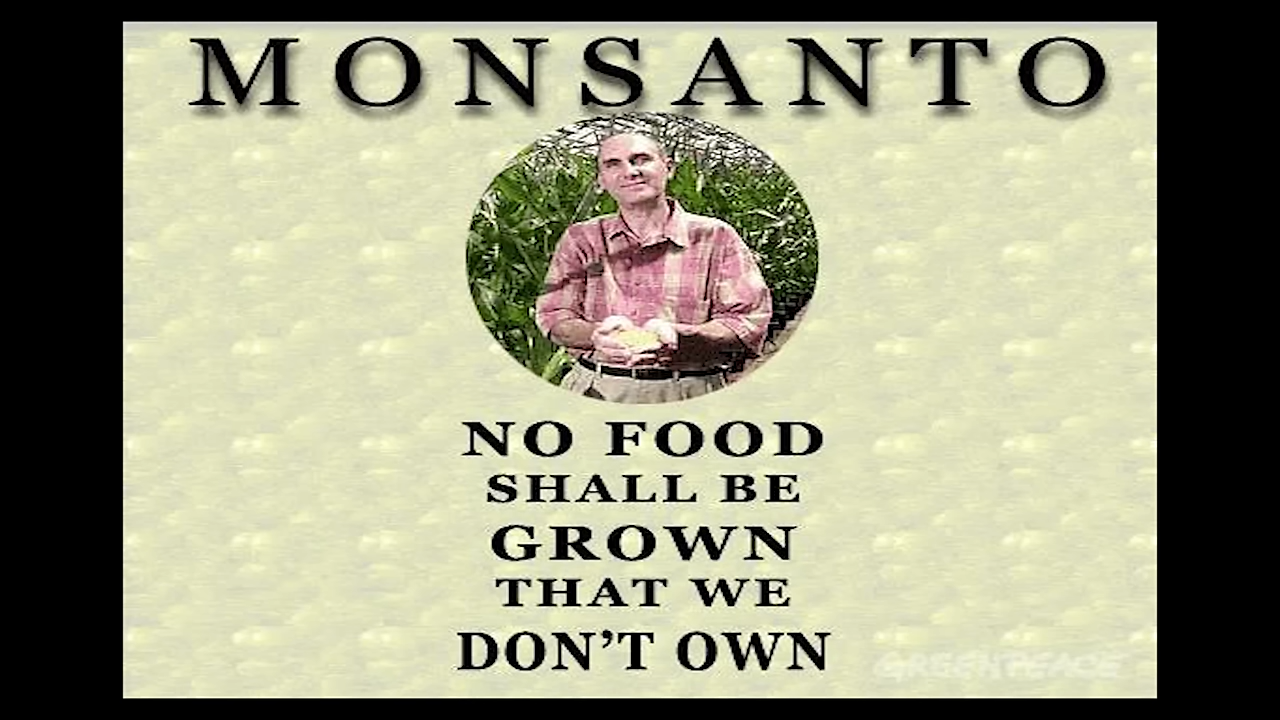 MONSANTO
NO FOOD
SHALL BE
GROWN
THAT WE
DON'T OWN
GREENPEACE